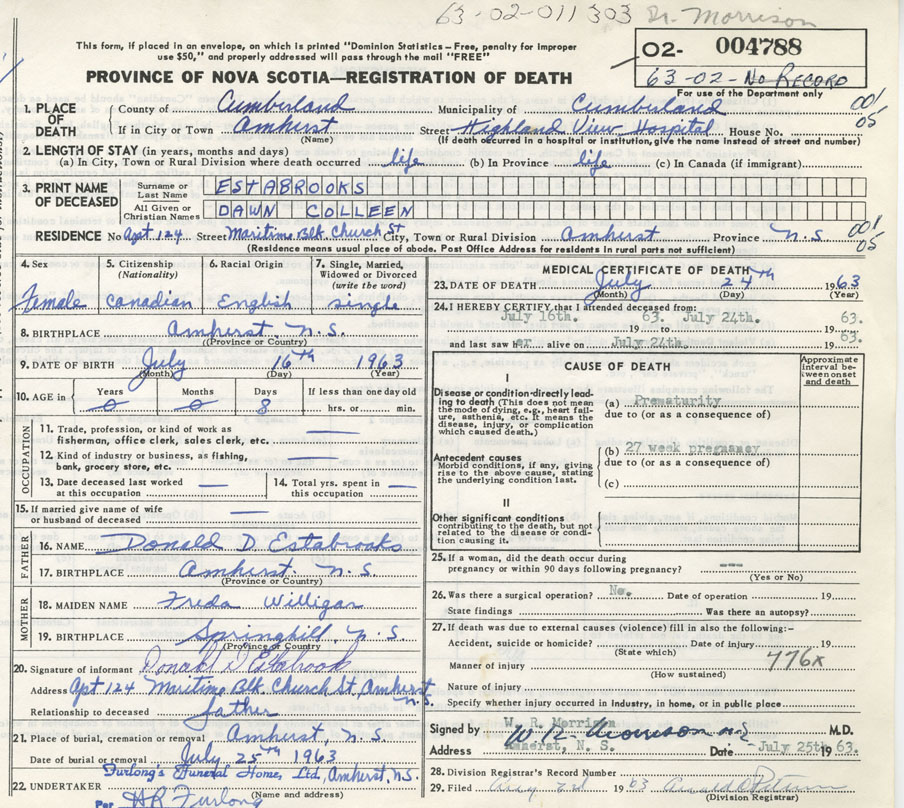 63-02-011 303 Dr. Morrison
This form, if placed in an envelope, on which is printed "Dominion Statistics – Free, penalty for improper
use $50," and properly addressed will pass through the mail "FREE"
02- 004788
63-02- No RECORD
For use of the Department only
PROVINCE OF NOVA SCOTIA—REGISTRATION OF DEATH
1. PLACE OF DEATH
County of Cumberland Municipality of Cumberland 001
If in City or Town Amherst Street Highland View Hospital House No. 05
(Name) (If death occurred in a hospital or institution, give the name instead of street and number)
2. LENGTH OF STAY (in years, months and days)
(a) In City, Town or Rural Division where death occurred life (b) In Province life (c) In Canada (if immigrant)
3. PRINT NAME OF DECEASED
Surname or Last Name ESTABROOKS
All Given or Christian Names DAWN COLLEEN
RESIDENCE No Apt 124 Street Maritime Blk. Church St City, Town or Rural Division Amherst Province N.S 001 05
(Residence means usual place of abode. Post Office Address for residents in rural parts not sufficient)
4. Sex Female
5. Citizenship (Nationality) Canadian
6. Racial Origin English
7. Single, Married, Widowed or Divorced (write the word) single
8. BIRTHPLACE Amherst, N.S.
(Province or Country)
9. DATE OF BIRTH July 16th 1963
(Month) (Day) (Year)
10. AGE in Years 0 Months 0 Days 8 If less than one day old hrs. or min.
OCCUPATION
11. Trade, profession, or kind of work as
fisherman, office clerk, sales clerk, etc. —
12. Kind of industry or business, as fishing,
bank, grocery store, etc. —
13. Date deceased last worked
at this occupation —
14. Total yrs. spent in
this occupation —
15. If married give name of wife
or husband of deceased —
FATHER
16. NAME Donald D. Estabrooks
17. BIRTHPLACE Amherst. N.S.
(Province or Country)
MOTHER
18. MAIDEN NAME Freda Willigar
19. BIRTHPLACE Springhill, N.S.
(Province or Country)
20. Signature of informant Donald D Estabrook
Address Apt 124 Maritime Blk. Church St, Amherst N.S.
Relationship to deceased father
21. Place of burial, cremation or removal Amherst, N.S.
Date of burial or removal July 25th 1963
Furlong's Funeral Homes Ltd, Amherst, N.S.
22. UNDERTAKER (Name and address)
Per HR Furlong
MEDICAL CERTIFICATE OF DEATH
23. DATE OF DEATH July 24th 1963
(Month) (Day) (Year)
24. I HEREBY CERTIFY, that I attended deceased from:
July 16th. 19 63. to July 24th. 19 63.
and last saw her alive on July 24th. 19 63.
CAUSE OF DEATH
Approximate interval between onset and death
I
Disease or condition directly leading to death (This does not mean the mode of dying, e.g., heart failure, asthenia, etc. It means the disease, injury, or complication which caused death.)
(a) Prematurity
due to (or as a consequence of)
Antecedent causes
Morbid conditions, if any, giving rise to the above cause, stating the underlying condition last.
(b) 27 week pregnancy
due to (or as a consequence of)
(c)
II
Other significant conditions
contributing to the death, but not related to the disease or condition causing it.
25. If a woman, did the death occur during
pregnancy or within 90 days following pregnancy? ---
(Yes or No)
26. Was there a surgical operation? No. Date of operation 19
State findings Was there an autopsy?
27. If death was due to external causes (violence) fill in also the following:–
Accident, suicide or homicide? Date of injury 19
(State which)
Manner of injury 776x
(How sustained)
Nature of injury
Specify whether injury occurred in Industry, in home, or in public place
W. R. Morrison
Signed by W R Morrison M.D.
Address Amherst, N. S. Date July 25th 1963.
28. Division Registrar's Record Number
29. Filed 1963
(Division Registrar)